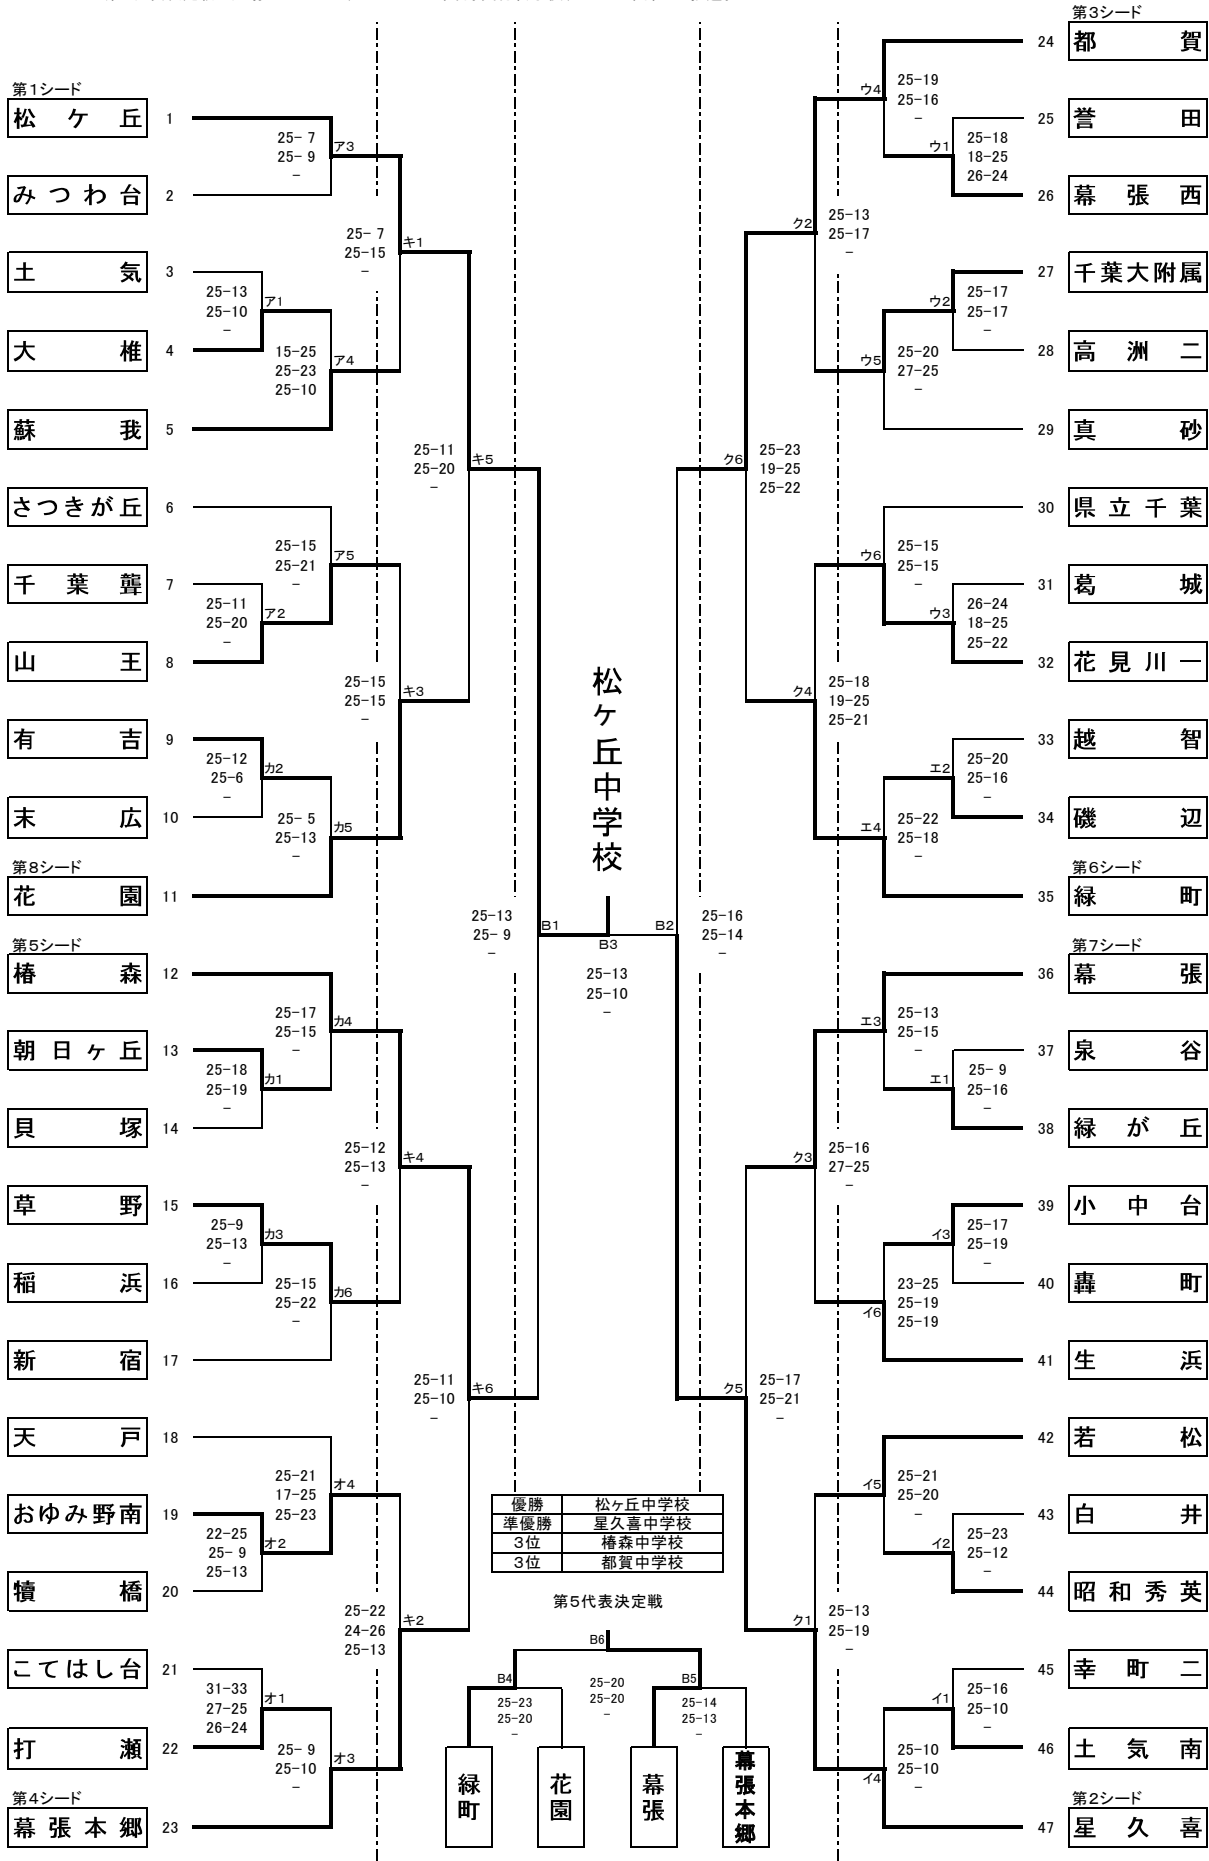 第1シード
松ケ丘 1
みつわ台 2
土気 3
大椎 4
蘇我 5
さつきが丘 6
千葉聾 7
山王 8
有吉 9
末広 10
第8シード
花園 11
第5シード
椿森 12
朝日ヶ丘 13
貝塚 14
草野 15
稲浜 16
新宿 17
天戸 18
おゆみ野南 19
犢橋 20
こてはし台 21
打瀬 22
第4シード
幕張本郷 23
ア3
25- 7
25- 9
-
ア1
25-13
25-10
-
ア4
15-25
25-23
25-10
ア5
25-15
25-21
-
ア2
25-11
25-20
-
カ2
25-12
25-6
-
カ5
25- 5
25-13
-
カ4
25-17
25-15
-
カ1
25-18
25-19
-
カ3
25-9
25-13
-
カ6
25-15
25-22
-
オ4
25-21
17-25
25-23
オ2
22-25
25- 9
25-13
オ1
31-33
27-25
26-24
オ3
25- 9
25-10
-
キ1
25- 7
25-15
-
キ3
25-15
25-15
-
キ4
25-12
25-13
-
キ2
25-22
24-26
25-13
キ5
25-11
25-20
-
キ6
25-11
25-10
-
B1
25-13
25- 9
-
松ヶ丘中学校
B3
25-13
25-10
-
B2
25-16
25-14
-
ク6
25-23
19-25
25-22
ク5
25-17
25-21
-
ク2
25-13
25-17
-
ク4
25-18
19-25
25-21
ク3
25-16
27-25
-
ク1
25-13
25-19
-
ウ4
25-19
25-16
-
ウ1
25-18
18-25
26-24
ウ2
25-17
25-17
-
ウ5
25-20
27-25
-
ウ6
25-15
25-15
-
ウ3
26-24
18-25
25-22
エ2
25-20
25-16
-
エ4
25-22
25-18
-
エ3
25-13
25-15
-
エ1
25- 9
25-16
-
イ3
25-17
25-19
-
イ6
23-25
25-19
25-19
イ5
25-21
25-20
-
イ2
25-23
25-12
-
イ1
25-16
25-10
-
イ4
25-10
25-10
-
第3シード
24 都賀
25 誉田
26 幕張西
27 千葉大附属
28 高洲二
29 真砂
30 県立千葉
31 葛城
32 花見川一
33 越智
34 磯辺
第6シード
35 緑町
第7シード
36 幕張
37 泉谷
38 緑が丘
39 小中台
40 轟町
41 生浜
42 若松
43 白井
44 昭和秀英
45 幸町二
46 土気南
第2シード
47 星久喜
優勝 松ヶ丘中学校
準優勝 星久喜中学校
3位 椿森中学校
3位 都賀中学校
第5代表決定戦
B6
25-20
25-20
-
B4
25-23
25-20
-
B5
25-14
25-13
-
緑町
花園
幕張
幕張本郷